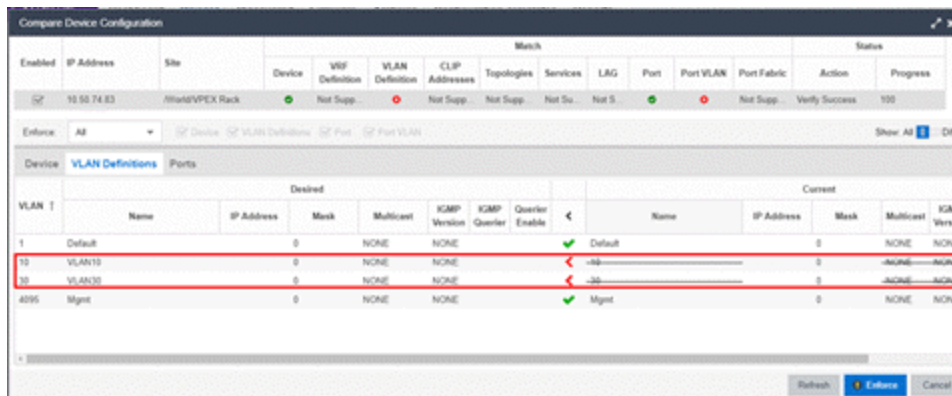 Compare Device Configuration
Match Status
Enabled IP Address Site Device VRF Definition VLAN Definition CLIP Addresses Topologies Services LAG Port Port VLAN Port Fabric Action Progress
10.50.74.83 /World/VPEX Rack Not Supp... Not Supp... Not Supp... Not Su... Not S... Not Supp... Verify Success 100
Enforce: All Device VLAN Definitions Port Port VLAN Show: All
Device VLAN Definitions Ports
Desired Current
VLAN Name IP Address Mask Multicast IGMP Version IGMP Querier Querier Enable < Name IP Address Mask Multicast
1 Default 0 NONE NONE Default 0 NONE NON
10 VLAN10 0 NONE NONE < 10 0 NONE NON
30 VLAN30 0 NONE NONE < 30 0 NONE NON
4095 Mgmt 0 NONE NONE Mgmt 0 NONE NON
Refresh Enforce Cancel